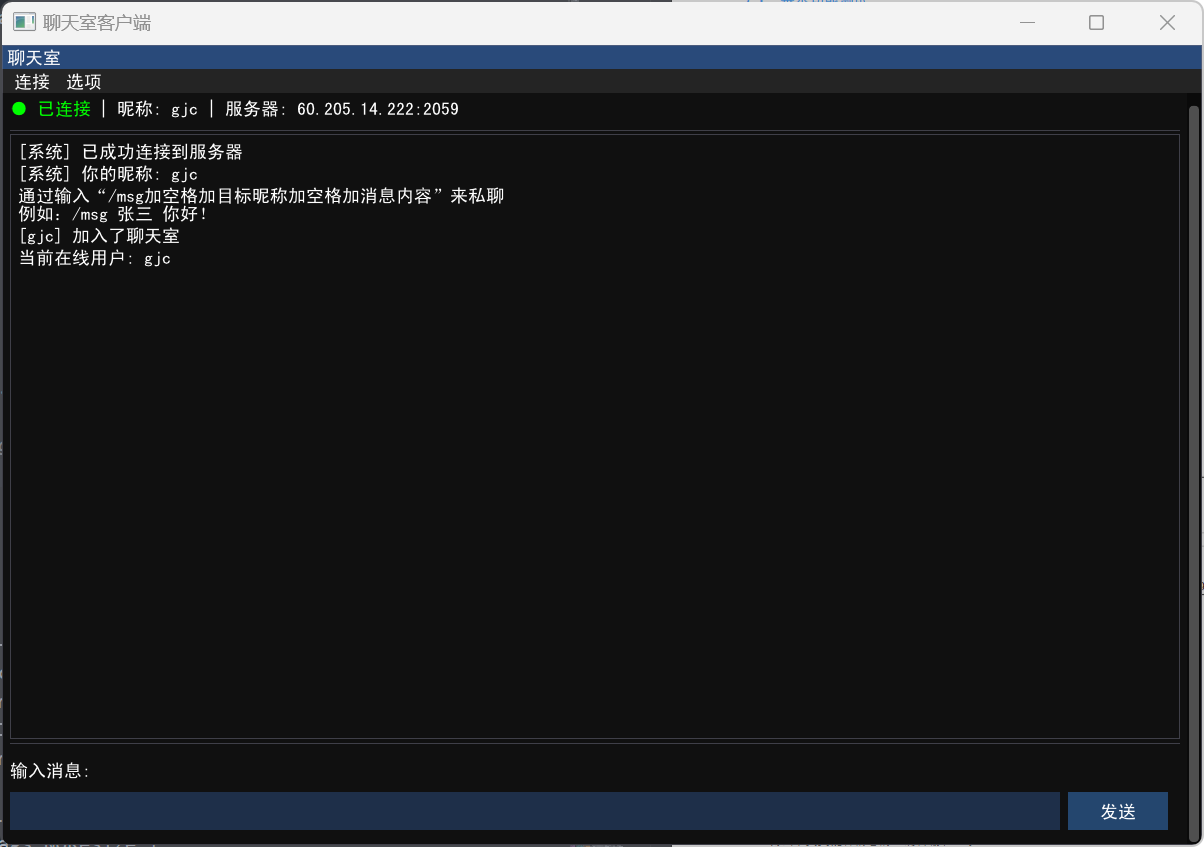 聊天室客户端
聊天室
连接 选项
已连接 | 昵称: gjc | 服务器: 60.205.14.222:2059
[系统] 已成功连接到服务器
[系统] 你的昵称: gjc
通过输入“/msg加空格加目标昵称加空格加消息内容”来私聊
例如：/msg 张三 你好！
[gjc] 加入了聊天室
当前在线用户: gjc
输入消息:
发送